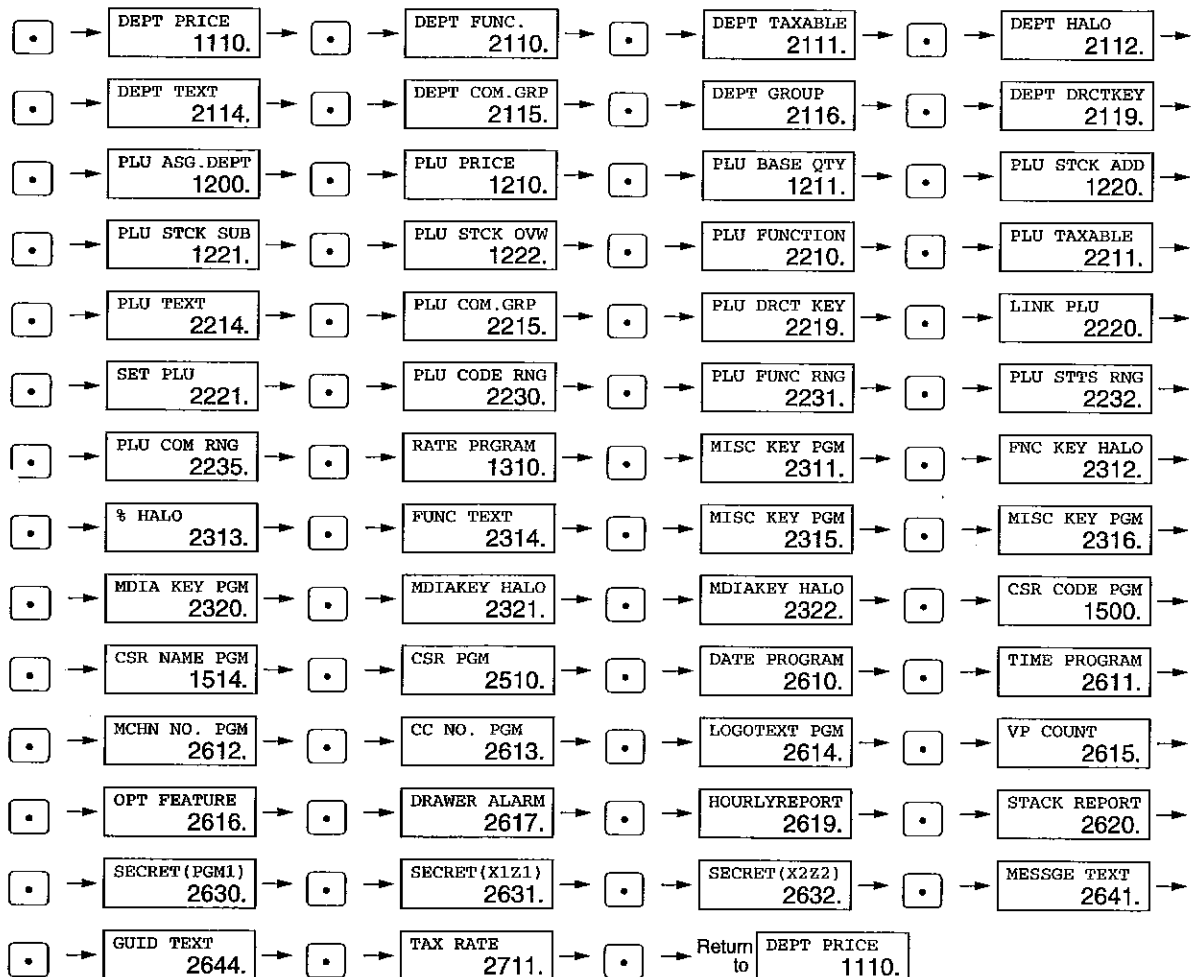 DEPT PRICE
1110.
DEPT FUNC.
2110.
DEPT TAXABLE
2111.
DEPT HALO
2112.
DEPT TEXT
2114.
DEPT COM.GRP
2115.
DEPT GROUP
2116.
DEPT DRCTKEY
2119.
PLU ASG.DEPT
1200.
PLU PRICE
1210.
PLU BASE QTY
1211.
PLU STCK ADD
1220.
PLU STCK SUB
1221.
PLU STCK OVW
1222.
PLU FUNCTION
2210.
PLU TAXABLE
2211.
PLU TEXT
2214.
PLU COM.GRP
2215.
PLU DRCT KEY
2219.
LINK PLU
2220.
SET PLU
2221.
PLU CODE RNG
2230.
PLU FUNC RNG
2231.
PLU STTS RNG
2232.
PLU COM RNG
2235.
RATE PRGRAM
1310.
MISC KEY PGM
2311.
FNC KEY HALO
2312.
% HALO
2313.
FUNC TEXT
2314.
MISC KEY PGM
2315.
MISC KEY PGM
2316.
MDIA KEY PGM
2320.
MDIAKEY HALO
2321.
MDIAKEY HALO
2322.
CSR CODE PGM
1500.
CSR NAME PGM
1514.
CSR PGM
2510.
DATE PROGRAM
2610.
TIME PROGRAM
2611.
MCHN NO. PGM
2612.
CC NO. PGM
2613.
LOGOTEXT PGM
2614.
VP COUNT
2615.
OPT FEATURE
2616.
DRAWER ALARM
2617.
HOURLYREPORT
2619.
STACK REPORT
2620.
SECRET(PGM1)
2630.
SECRET(X1Z1)
2631.
SECRET(X2Z2)
2632.
MESSGE TEXT
2641.
GUID TEXT
2644.
TAX RATE
2711.
Return
to
DEPT PRICE
1110.